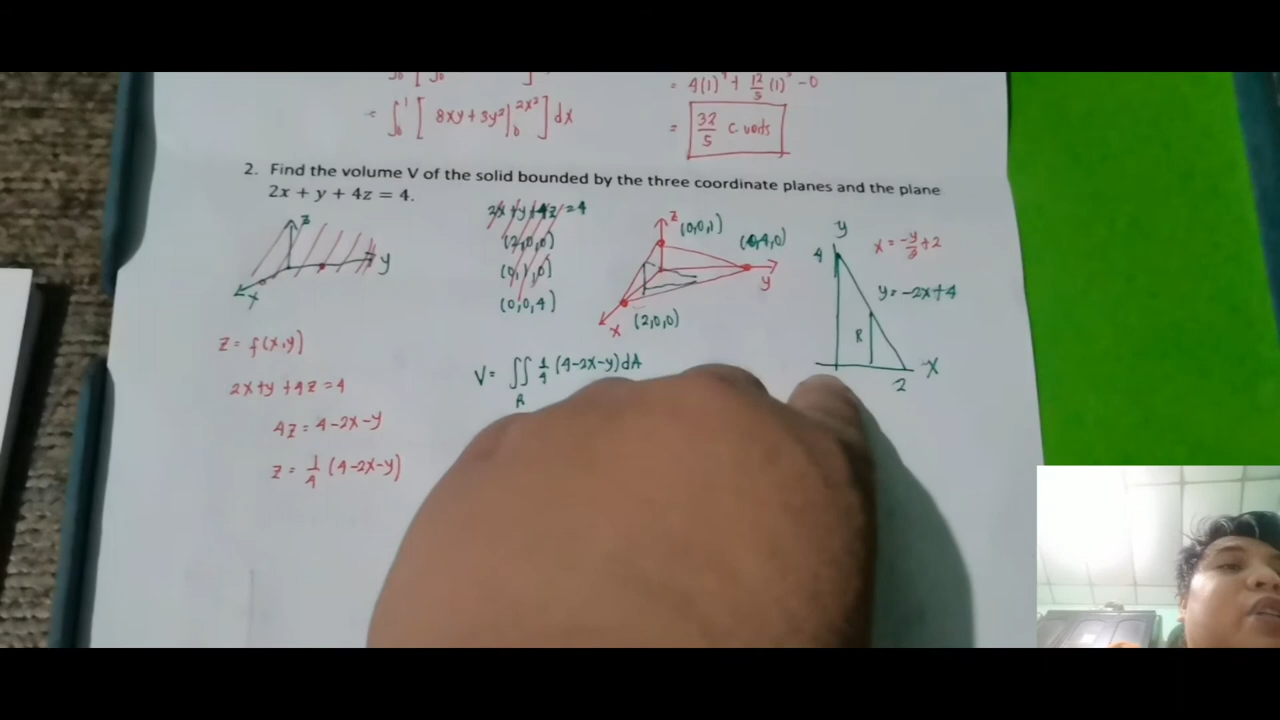 = 4(1)⁴ + 12/5 (1)⁵ - 0
= ∫₀¹ [ 8xy + 3y² |₀^2x² ] dx
= 32/5 c. units
2. Find the volume V of the solid bounded by the three coordinate planes and the plane
2x + y + 4z = 4.
z
y
x
2x + y + 4z = 4
(2,0,0)
(0,1,0)
(0,0,4)
z
(0,0,1)
(0,4,0)
y
x
(2,0,0)
y
4
x = -y/2 + 2
y = -2x+4
R
x
2
z = f(x,y)
2x+y +4z = 4
4z = 4-2x-y
z = 1/4 (4-2x-y)
V = ∬ 1/4 (4-2x-y) dA
R